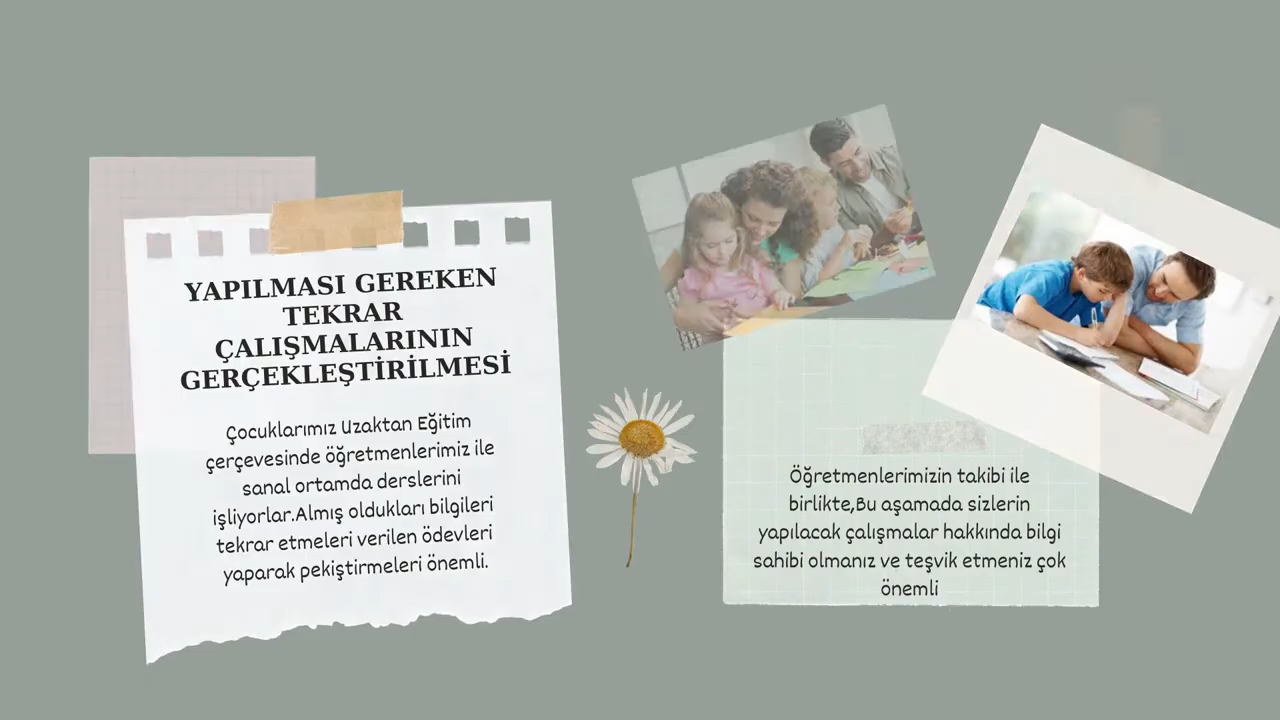 YAPILMASI GEREKEN
TEKRAR
ÇALIŞMALARININ
GERÇEKLEŞTİRİLMESİ
Çocuklarımız Uzaktan Eğitim
çerçevesinde öğretmenlerimiz ile
sanal ortamda derslerini
işliyorlar.Almış oldukları bilgileri
tekrar etmeleri verilen ödevleri
yaparak pekiştirmeleri önemli.
Öğretmenlerimizin takibi ile
birlikte,Bu aşamada sizlerin
yapılacak çalışmalar hakkında bilgi
sahibi olmanız ve teşvik etmeniz çok
önemli